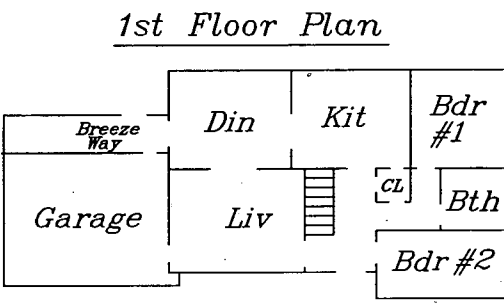 1st Floor Plan
Breeze
Way
Din
Kit
Bdr
#1
Garage
Liv
CL
Bth
Bdr #2